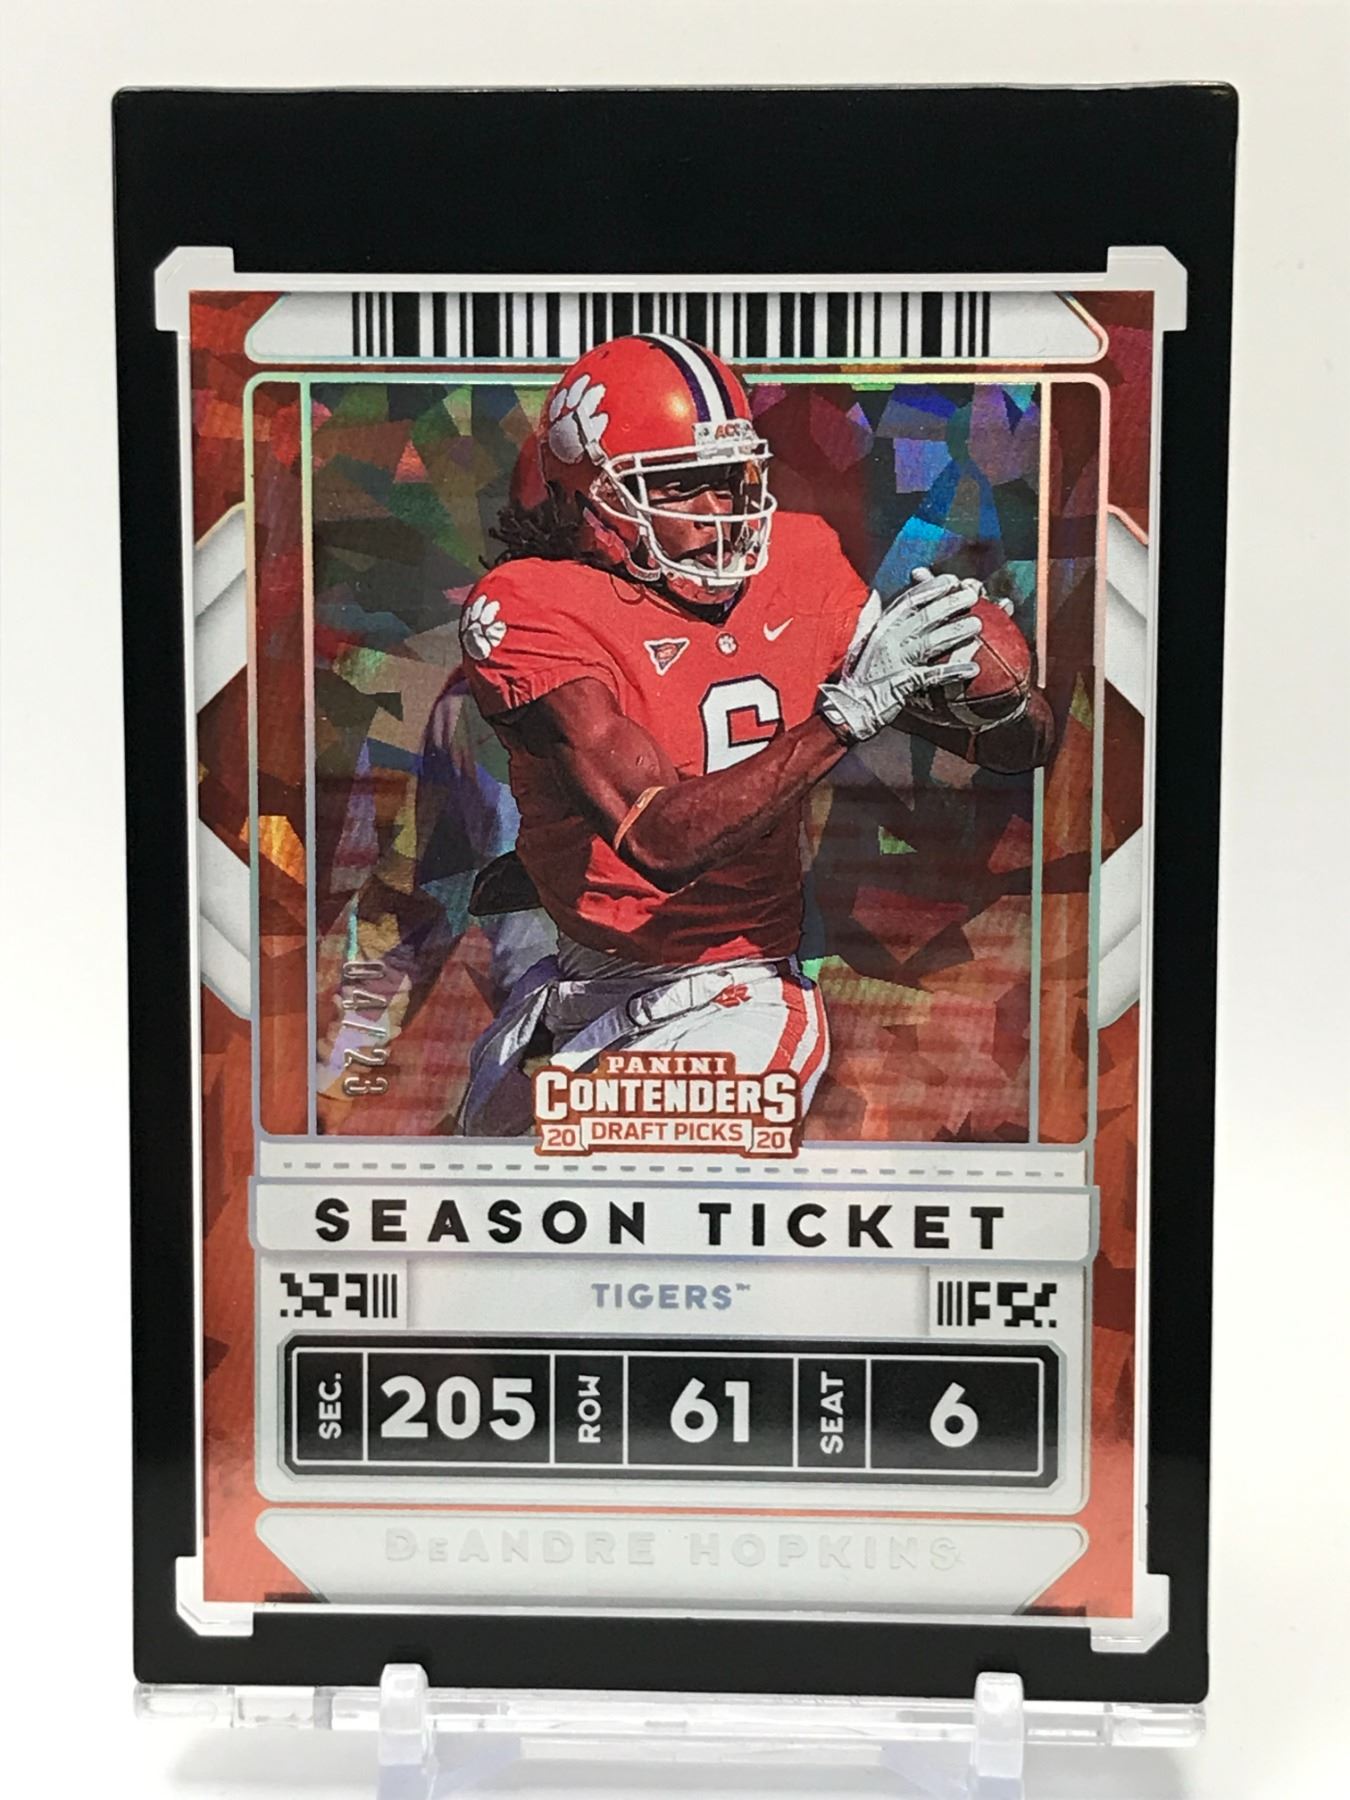 ACC
6
04/23
PANINI
CONTENDERS
20 DRAFT PICKS 20
SEASON TICKET
TIGERS™
SEC. 205 ROW 61 SEAT 6
DeANDRE HOPKINS